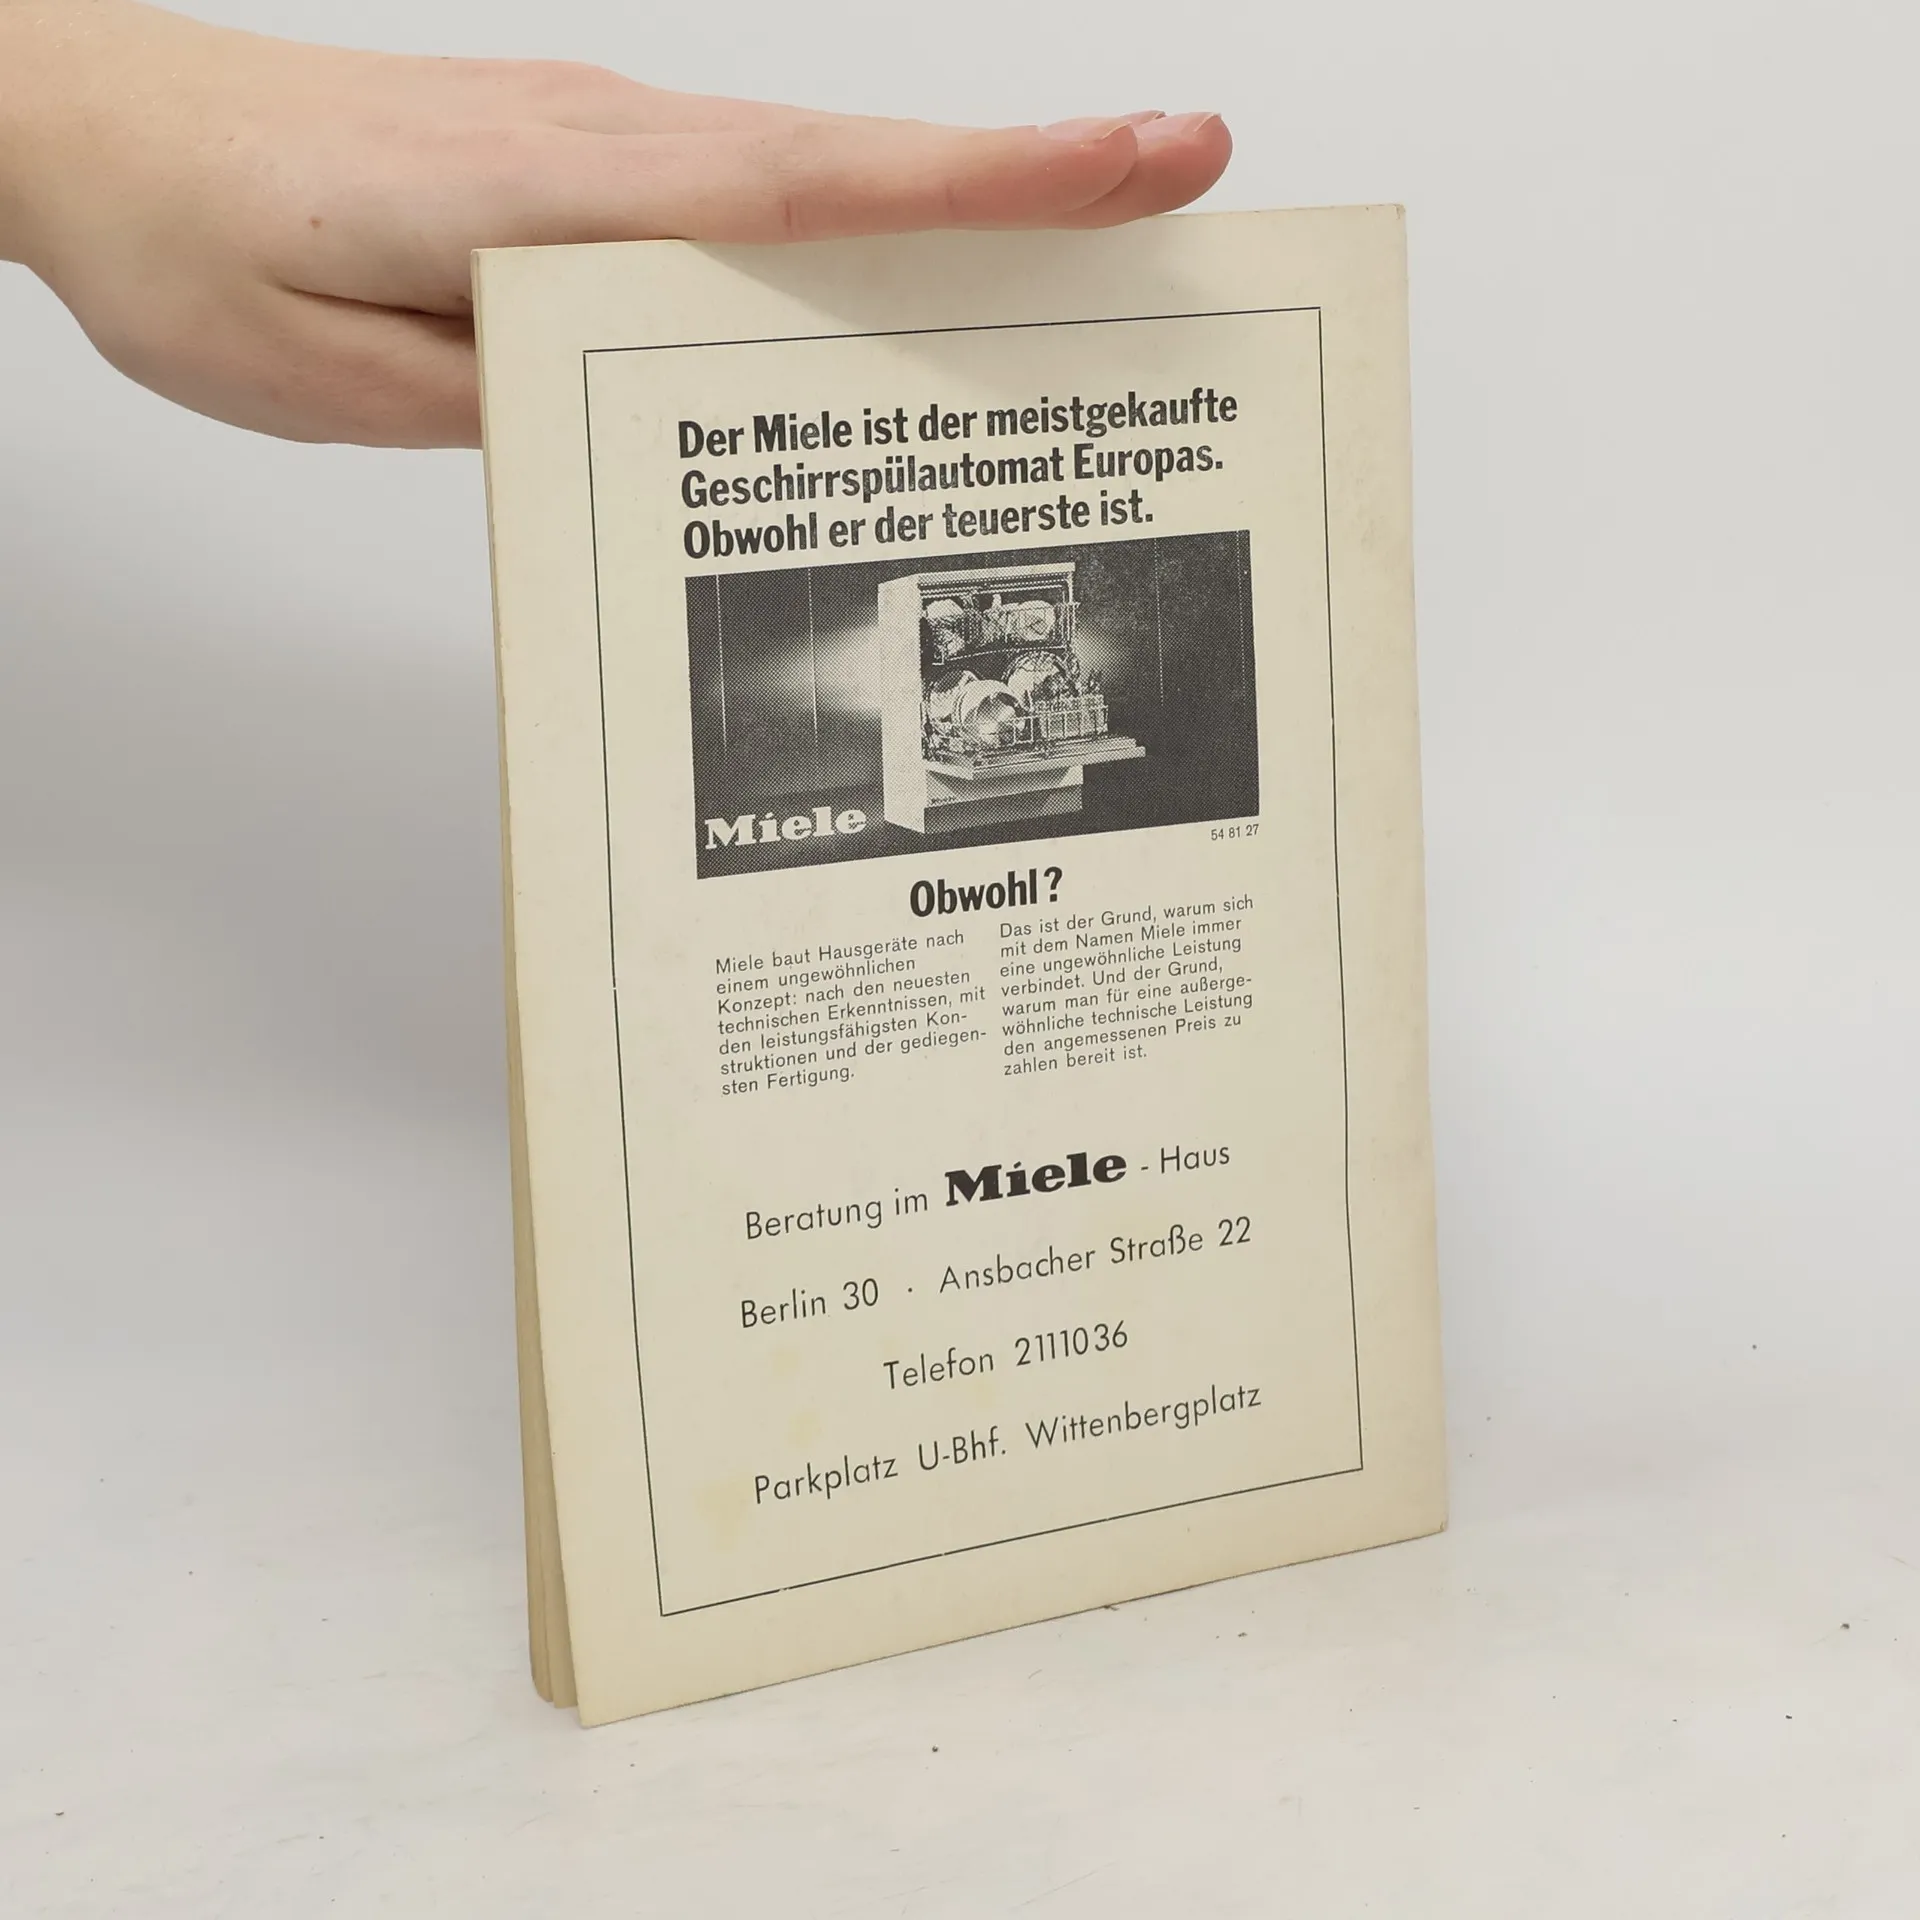 Der Miele ist der meistgekaufte
Geschirrspülautomat Europas.
Obwohl er der teuerste ist.
Miele
54 81 27
Obwohl?
Miele baut Hausgeräte nach
einem ungewöhnlichen
Konzept: nach den neuesten
technischen Erkenntnissen, mit
den leistungsfähigsten Kon-
struktionen und der gediegen-
sten Fertigung.
Das ist der Grund, warum sich
mit dem Namen Miele immer
eine ungewöhnliche Leistung
verbindet. Und der Grund,
warum man für eine außerge-
wöhnliche technische Leistung
den angemessenen Preis zu
zahlen bereit ist.
Beratung im Miele - Haus
Berlin 30 · Ansbacher Straße 22
Telefon 2111036
Parkplatz U-Bhf. Wittenbergplatz